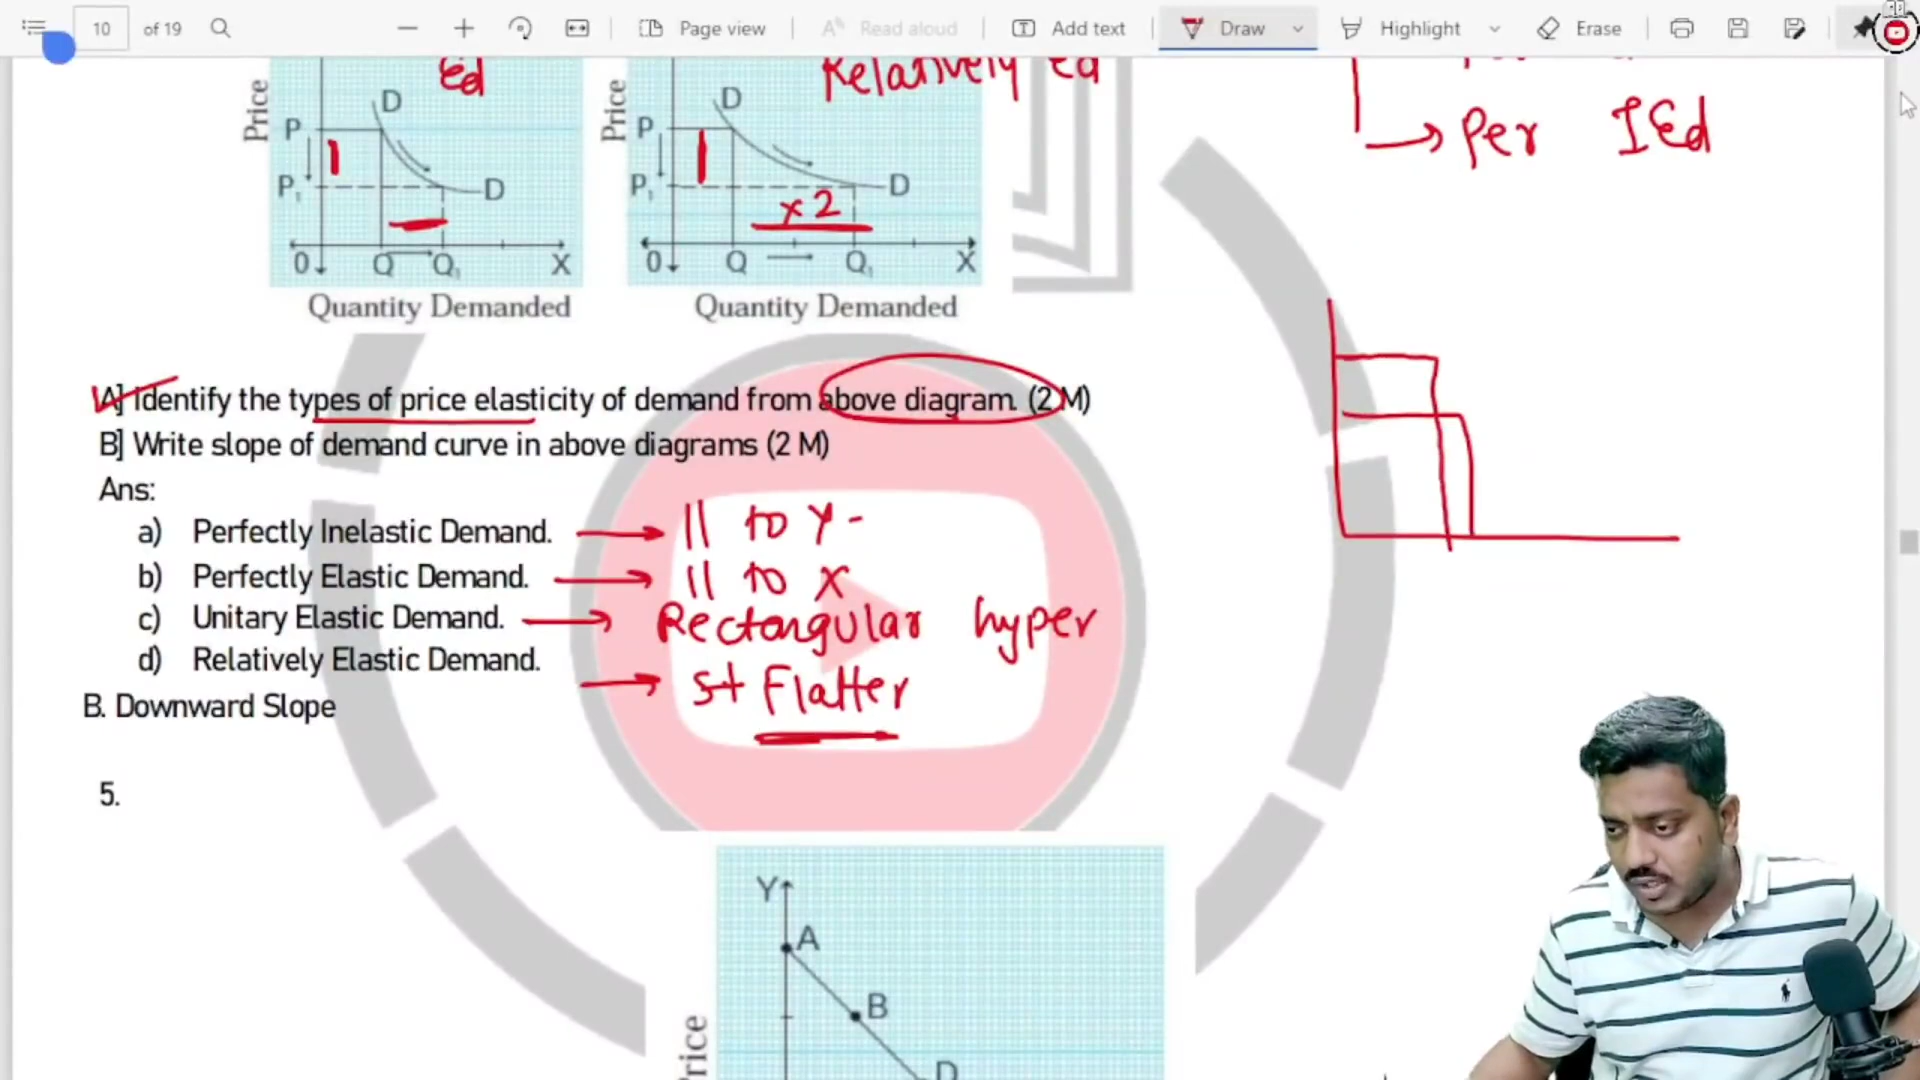 10 of 19 Page view Read aloud Add text Draw Highlight Erase
Ed
Relatively Ed
Per IEd
Price P P₁ D D 0 Q Q₁ X
Quantity Demanded
Price P P₁ D D 0 Q Q₁ X
Quantity Demanded
1
1
x 2
A] Identify the types of price elasticity of demand from above diagram. (2 M)
B] Write slope of demand curve in above diagrams (2 M)
Ans:
a) Perfectly Inelastic Demand. → || to Y-
b) Perfectly Elastic Demand. → || to X
c) Unitary Elastic Demand. → Rectangular hyper
d) Relatively Elastic Demand. → St Flatter
B. Downward Slope
5.
Y
A
B
D
Price